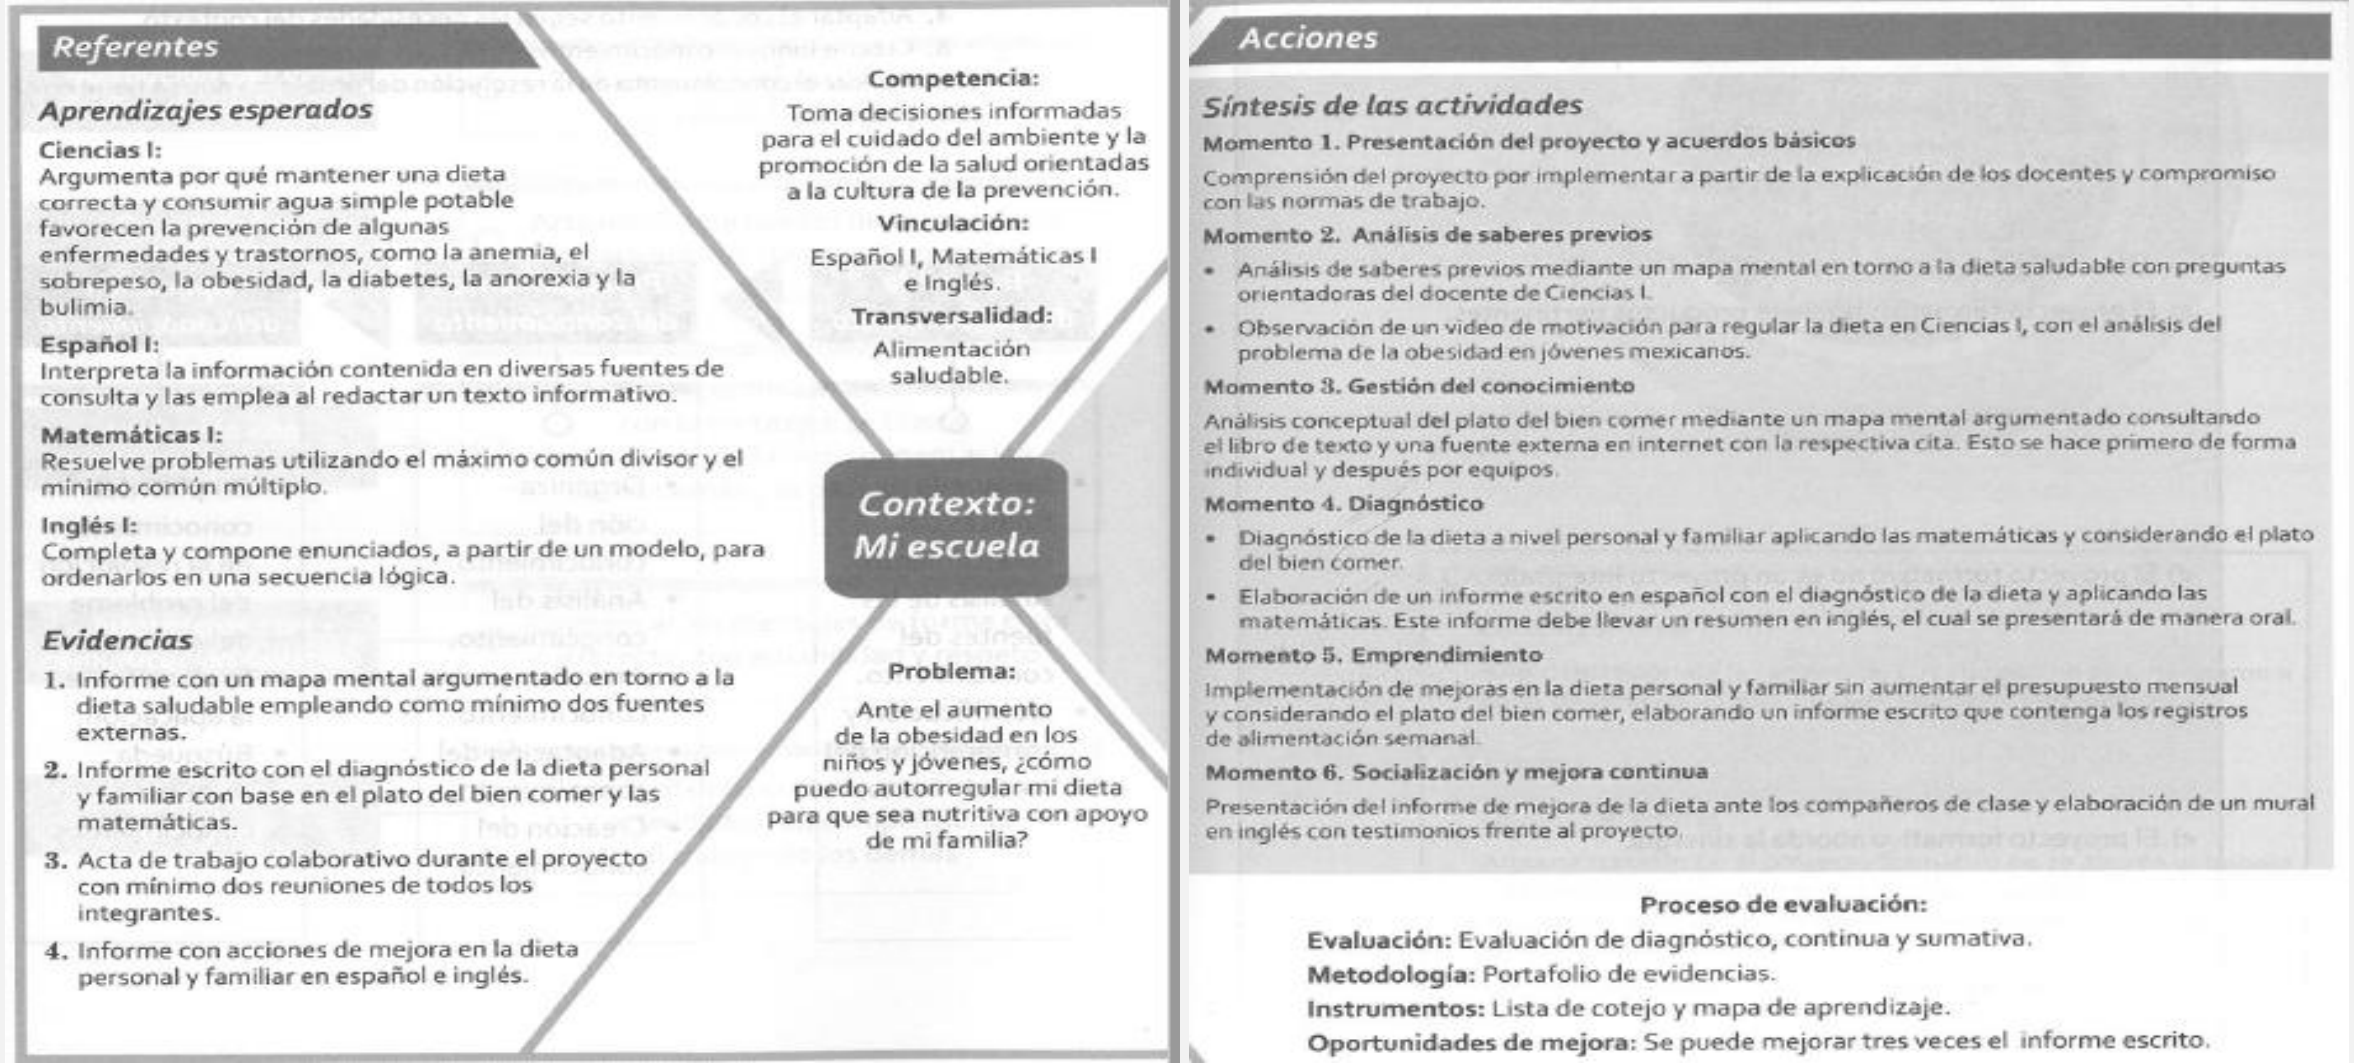 Referentes
Aprendizajes esperados
Ciencias I:
Argumenta por qué mantener una dieta
correcta y consumir agua simple potable
favorecen la prevención de algunas
enfermedades y trastornos, como la anemia, el
sobrepeso, la obesidad, la diabetes, la anorexia y la
bulimia.
Español I:
Interpreta la información contenida en diversas fuentes de
consulta y las emplea al redactar un texto informativo.
Matemáticas I:
Resuelve problemas utilizando el máximo común divisor y el
mínimo común múltiplo.
Inglés I:
Completa y compone enunciados, a partir de un modelo, para
ordenarlos en una secuencia lógica.
Evidencias
1. Informe con un mapa mental argumentado en torno a la
dieta saludable empleando como mínimo dos fuentes
externas.
2. Informe escrito con el diagnóstico de la dieta personal
y familiar con base en el plato del bien comer y las
matemáticas.
3. Acta de trabajo colaborativo durante el proyecto
con mínimo dos reuniones de todos los
integrantes.
4. Informe con acciones de mejora en la dieta
personal y familiar en español e inglés.
Competencia:
Toma decisiones informadas
para el cuidado del ambiente y la
promoción de la salud orientadas
a la cultura de la prevención.
Vinculación:
Español I, Matemáticas I
e Inglés.
Transversalidad:
Alimentación
saludable.
Contexto:
Mi escuela
Problema:
Ante el aumento
de la obesidad en los
niños y jóvenes, ¿cómo
puedo autorregular mi dieta
para que sea nutritiva con apoyo
de mi familia?
Acciones
Síntesis de las actividades
Momento 1. Presentación del proyecto y acuerdos básicos
Comprensión del proyecto por implementar a partir de la explicación de los docentes y compromiso
con las normas de trabajo.
Momento 2. Análisis de saberes previos
• Análisis de saberes previos mediante un mapa mental en torno a la dieta saludable con preguntas
orientadoras del docente de Ciencias I.
• Observación de un video de motivación para regular la dieta en Ciencias I, con el análisis del
problema de la obesidad en jóvenes mexicanos.
Momento 3. Gestión del conocimiento
Análisis conceptual del plato del bien comer mediante un mapa mental argumentado consultando
el libro de texto y una fuente externa en internet con la respectiva cita. Esto se hace primero de forma
individual y después por equipos.
Momento 4. Diagnóstico
• Diagnóstico de la dieta a nivel personal y familiar aplicando las matemáticas y considerando el plato
del bien comer.
• Elaboración de un informe escrito en español con el diagnóstico de la dieta y aplicando las
matemáticas. Este informe debe llevar un resumen en inglés, el cual se presentará de manera oral.
Momento 5. Emprendimiento
Implementación de mejoras en la dieta personal y familiar sin aumentar el presupuesto mensual
y considerando el plato del bien comer, elaborando un informe escrito que contenga los registros
de alimentación semanal.
Momento 6. Socialización y mejora continua
Presentación del informe de mejora de la dieta ante los compañeros de clase y elaboración de un mural
en inglés con testimonios frente al proyecto.
Proceso de evaluación:
Evaluación: Evaluación de diagnóstico, continua y sumativa.
Metodología: Portafolio de evidencias.
Instrumentos: Lista de cotejo y mapa de aprendizaje.
Oportunidades de mejora: Se puede mejorar tres veces el informe escrito.